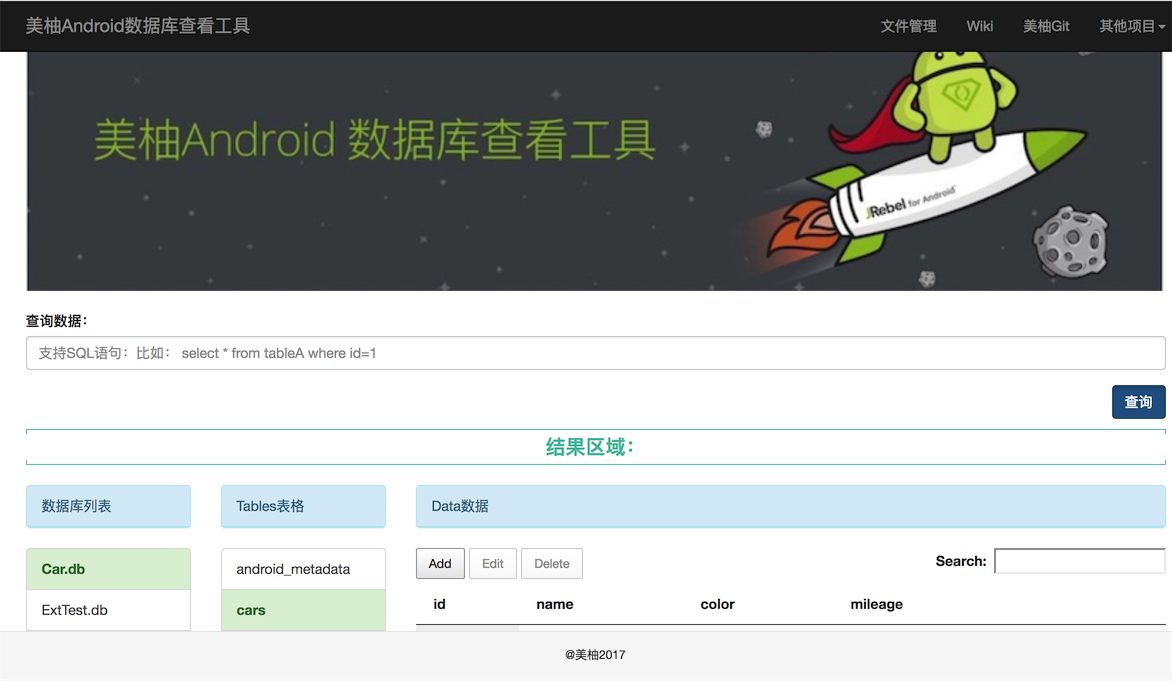 美柚Android数据库查看工具
文件管理 Wiki 美柚Git 其他项目
美柚Android 数据库查看工具
JRebel for Android
查询数据：
支持SQL语句：比如： select * from tableA where id=1
查询
结果区域：
数据库列表 Tables表格 Data数据
Car.db android_metadata Add Edit Delete Search:
ExtTest.db cars id name color mileage
@美柚2017